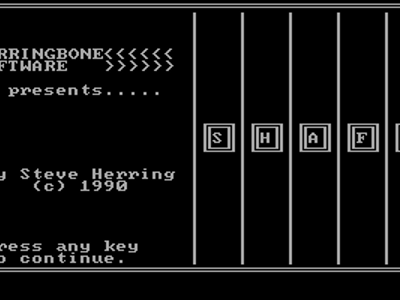 RRINGBONE<<<<<<
FTWARE >>>>>>
presents.....
S H A F
y Steve Herring
(c) 1990
ress any key
o continue.